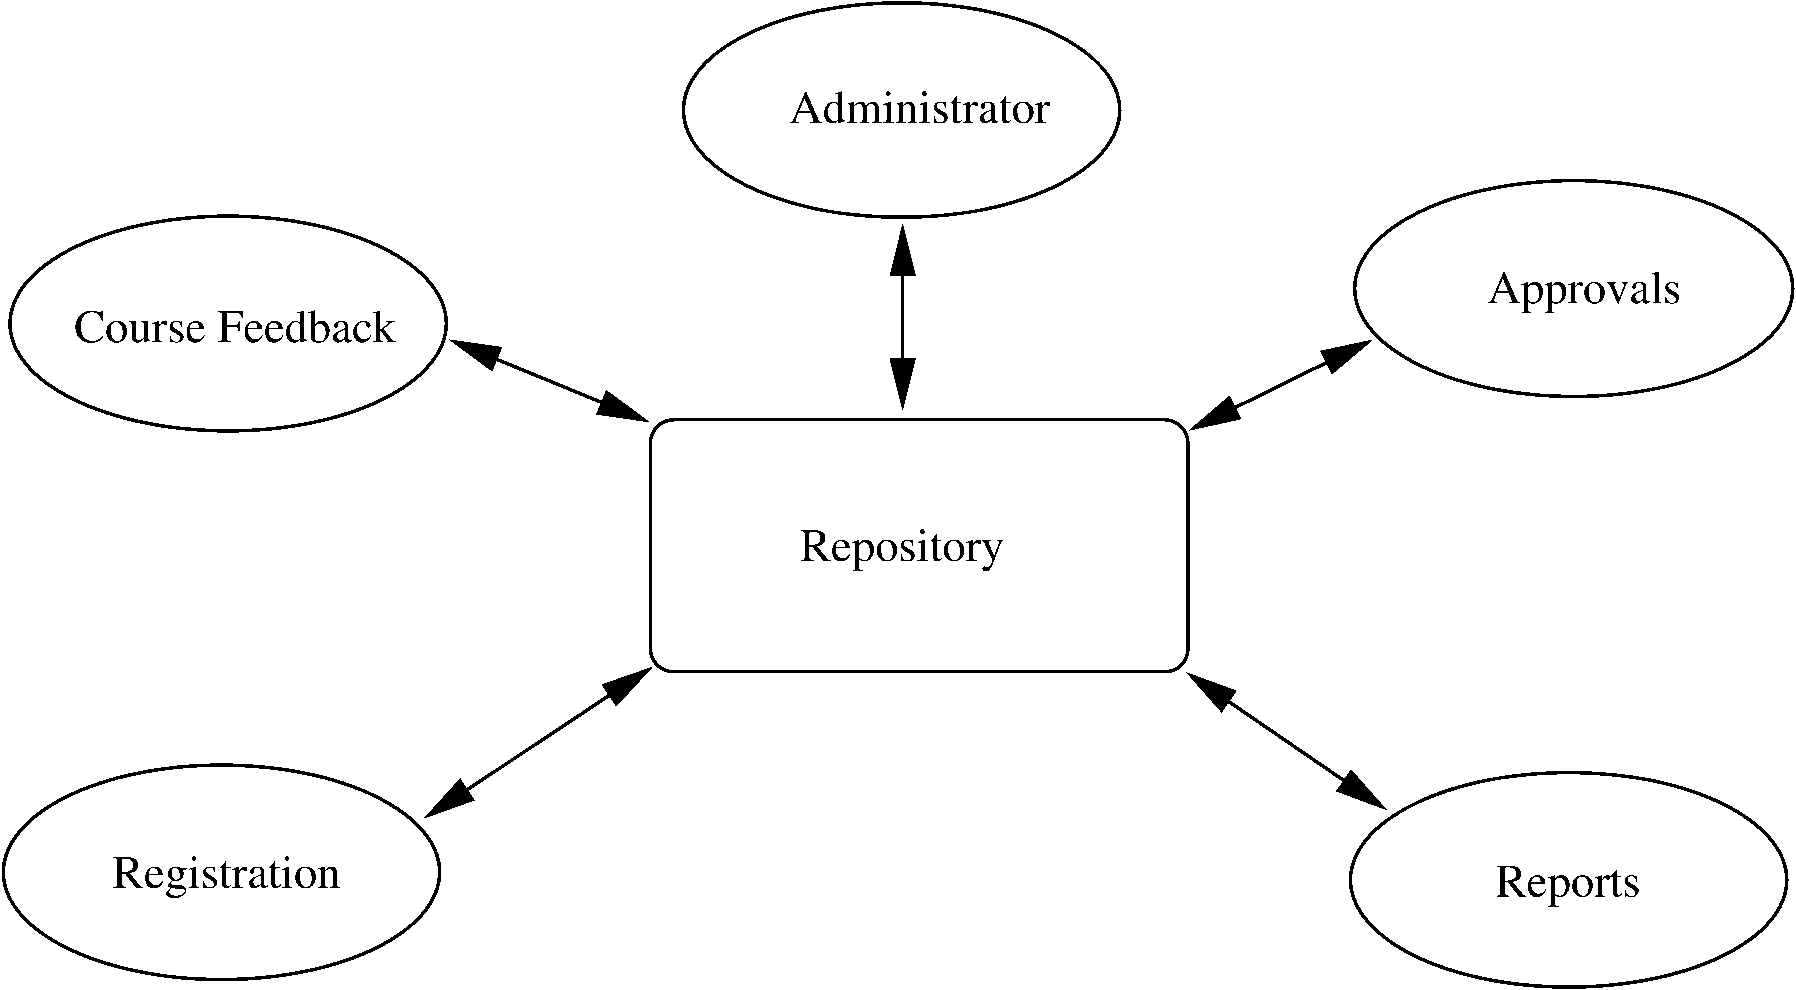 Administrator
Approvals
Course Feedback
Repository
Registration
Reports